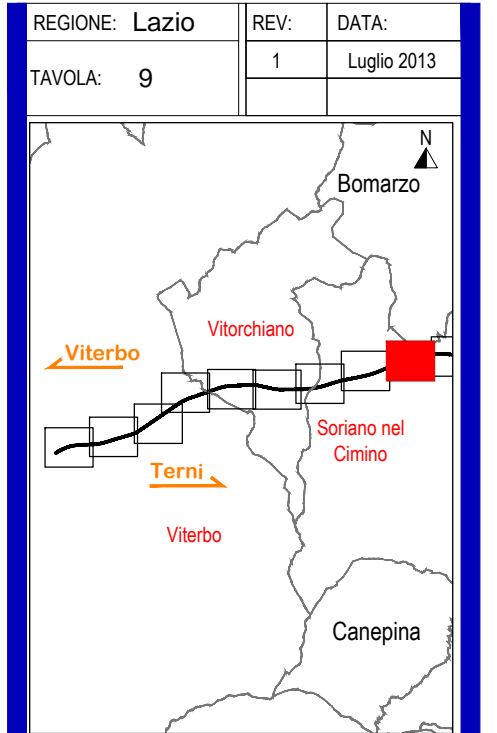 REGIONE: Lazio
REV: DATA:
TAVOLA: 9
1 Luglio 2013
N
Bomarzo
Vitorchiano
Viterbo
Soriano nel
Cimino
Terni
Viterbo
Canepina